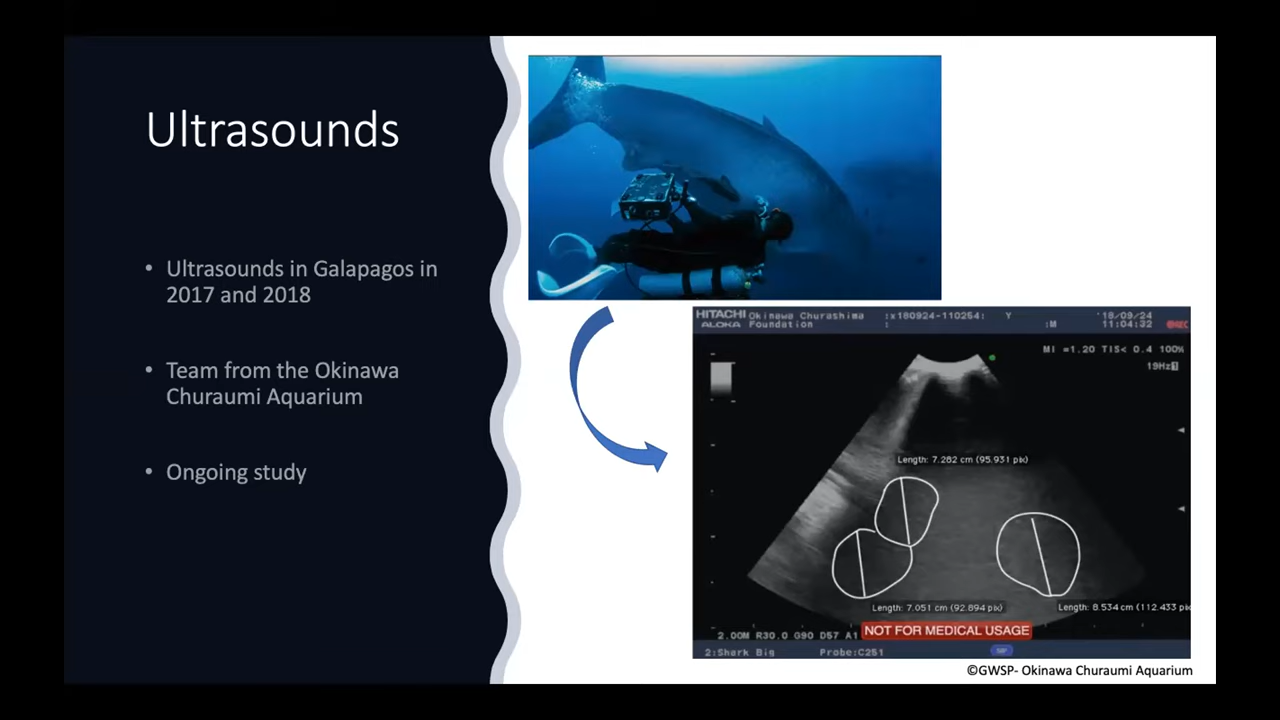 Ultrasounds
• Ultrasounds in Galapagos in
2017 and 2018
• Team from the Okinawa
Churaumi Aquarium
• Ongoing study
HITACHI Okinawa Churashima :x180924-110254: Y '18/09/24
ALOKA Foundation : :M 11:04:32 REC
MI =1.20 TIS< 0.4 100%
19Hz
Length: 7.282 cm (95.931 pix)
Length: 7.051 cm (92.894 pix) Length: 8.534 cm (112.433 pix
2.00M R30.0 G90 D57 A1
NOT FOR MEDICAL USAGE
2:Shark Big Probe:C251
©GWSP- Okinawa Churaumi Aquarium